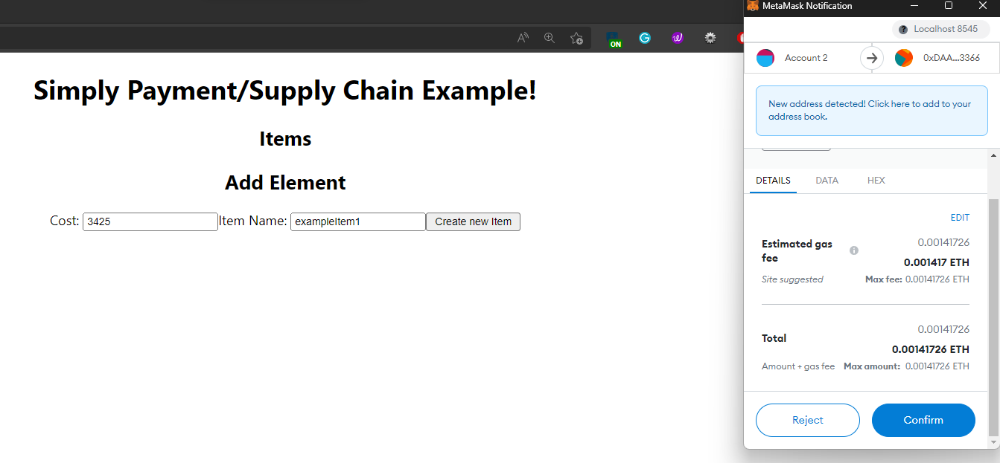 MetaMask Notification
Localhost 8545
ON
Account 2
0xDAA...3366
New address detected! Click here to add to your
address book.
Simply Payment/Supply Chain Example!
Items
Add Element
Cost: 3425 Item Name: exampleItem1 Create new Item
DETAILS DATA HEX
EDIT
Estimated gas
fee
0.00141726
0.001417 ETH
Site suggested
Max fee: 0.00141726 ETH
Total
0.00141726
0.00141726 ETH
Amount + gas fee
Max amount: 0.00141726 ETH
Reject Confirm